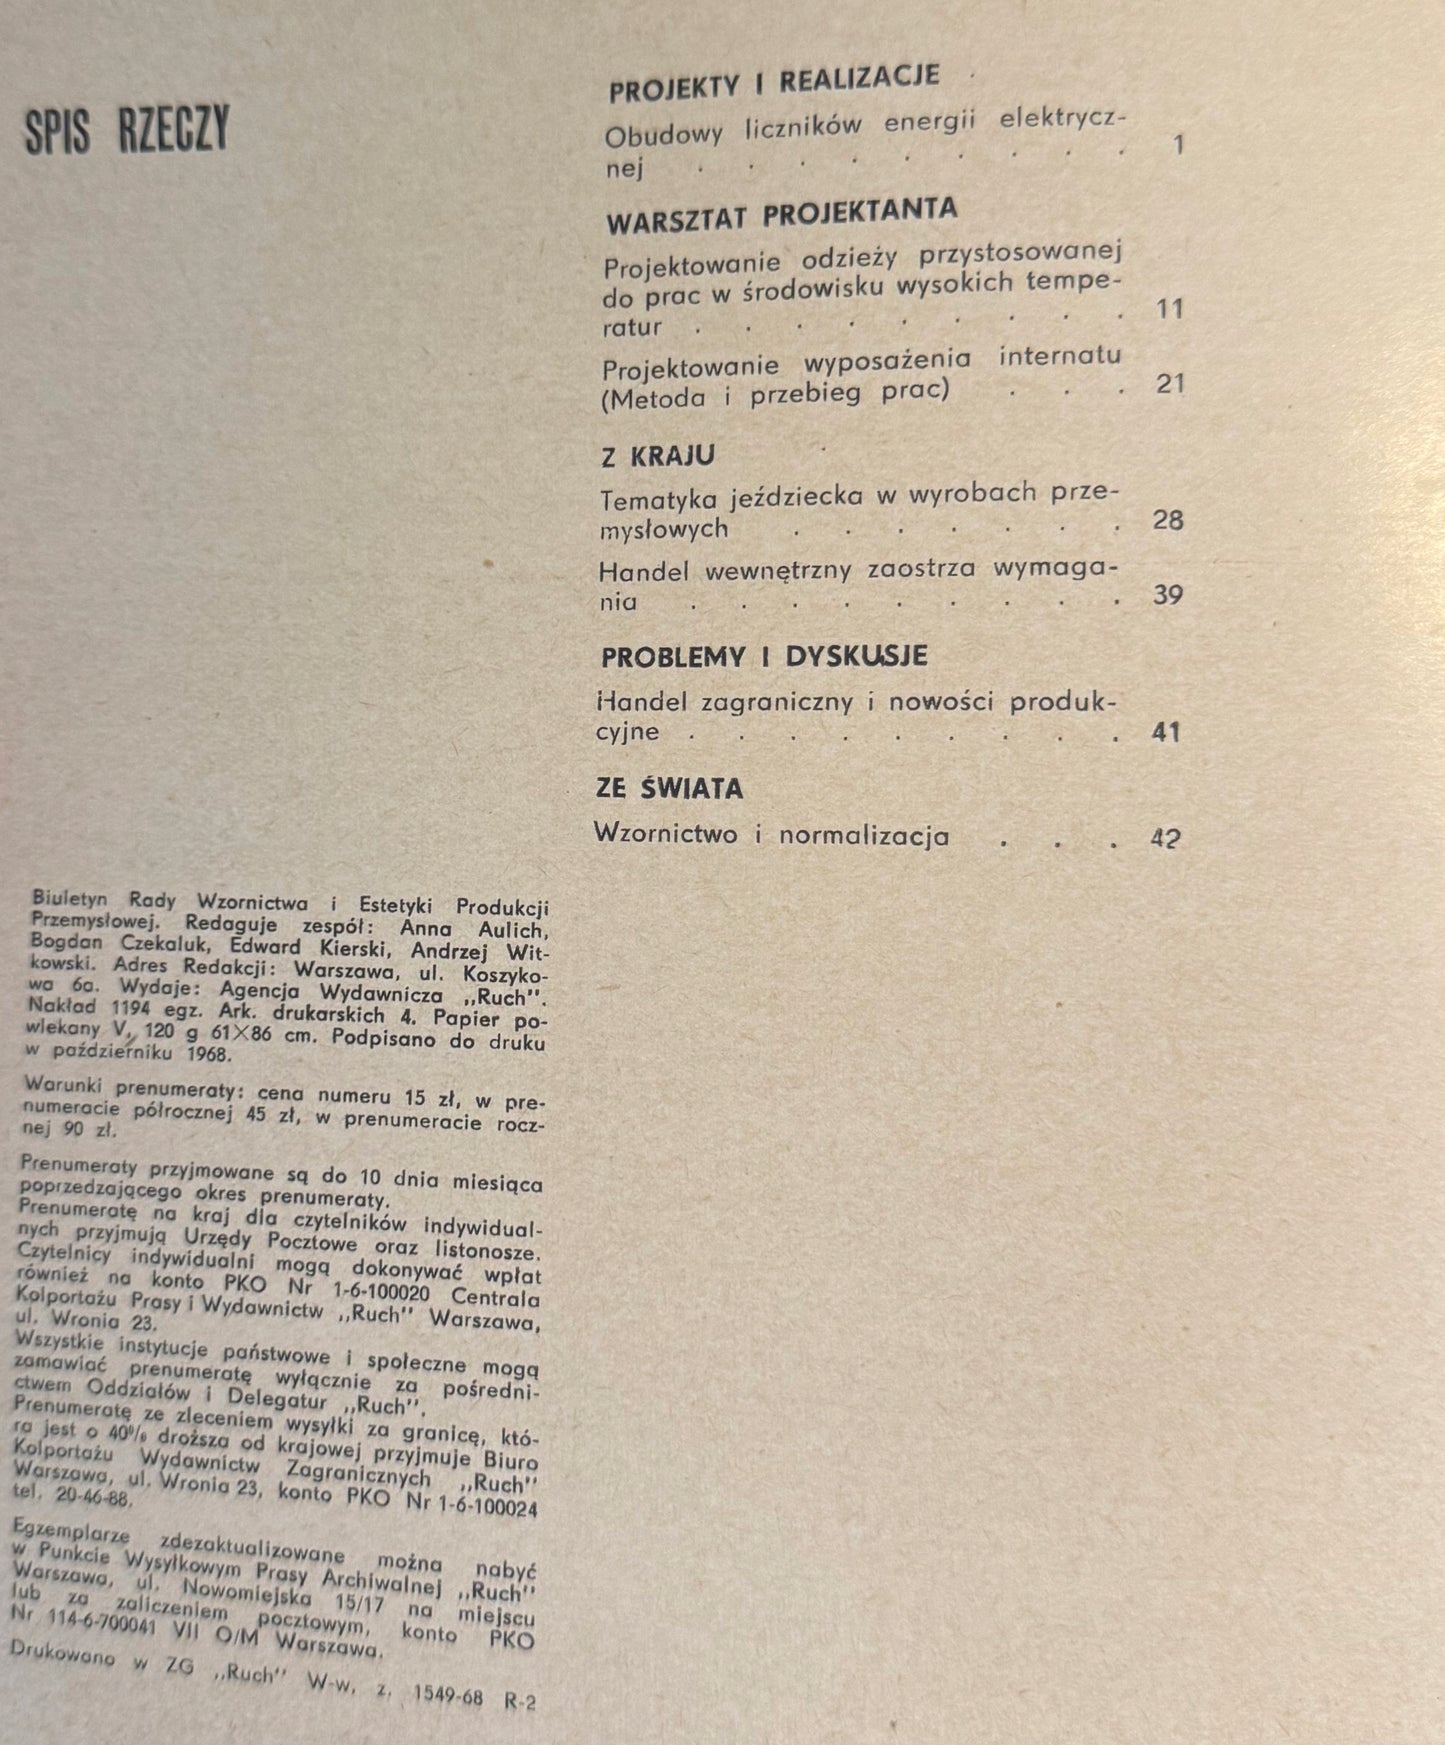 SPIS RZECZY
PROJEKTY I REALIZACJE
Obudowy liczników energii elektrycz-
nej . . . . . . . . . 1
WARSZTAT PROJEKTANTA
Projektowanie odzieży przystosowanej
do prac w środowisku wysokich tempe-
ratur . . . . . . . . . 11
Projektowanie wyposażenia internatu
(Metoda i przebieg prac) . . . 21
Z KRAJU
Tematyka jeździecka w wyrobach prze-
mysłowych . . . . . . . 28
Handel wewnętrzny zaostrza wymaga-
nia . . . . . . . . . 39
PROBLEMY I DYSKUSJE
Handel zagraniczny i nowości produk-
cyjne . . . . . . . . . 41
ZE ŚWIATA
Wzornictwo i normalizacja . . . 42
Biuletyn Rady Wzornictwa i Estetyki Produkcji
Przemysłowej. Redaguje zespół: Anna Aulich,
Bogdan Czekaluk, Edward Kierski, Andrzej Wit-
kowski. Adres Redakcji: Warszawa, ul. Koszyko-
wa 6a. Wydaje: Agencja Wydawnicza „Ruch”.
Nakład 1194 egz. Ark. drukarskich 4. Papier po-
wlekany V, 120 g 61×86 cm. Podpisano do druku
w październiku 1968.
Warunki prenumeraty: cena numeru 15 zł, w pre-
numeracie półrocznej 45 zł, w prenumeracie rocz-
nej 90 zł.
Prenumeraty przyjmowane są do 10 dnia miesiąca
poprzedzającego okres prenumeraty.
Prenumeratę na kraj dla czytelników indywidual-
nych przyjmują Urzędy Pocztowe oraz listonosze.
Czytelnicy indywidualni mogą dokonywać wpłat
również na konto PKO Nr 1-6-100020 Centrala
Kolportażu Prasy i Wydawnictw „Ruch” Warszawa,
ul. Wronia 23.
Wszystkie instytucje państwowe i społeczne mogą
zamawiać prenumeratę wyłącznie za pośredni-
ctwem Oddziałów i Delegatur „Ruch”.
Prenumeratę ze zleceniem wysyłki za granicę, któ-
ra jest o 40% droższa od krajowej przyjmuje Biuro
Kolportażu Wydawnictw Zagranicznych „Ruch”
Warszawa, ul. Wronia 23, konto PKO Nr 1-6-100024
tel. 20-46-88.
Egzemplarze zdezaktualizowane można nabyć
w Punkcie Wysyłkowym Prasy Archiwalnej „Ruch”
Warszawa, ul. Nowomiejska 15/17 na miejscu
lub za zaliczeniem pocztowym, konto PKO
Nr 114-6-700041 VII O/M Warszawa.
Drukowano w ZG „Ruch” W-w, z. 1549-68 R-2